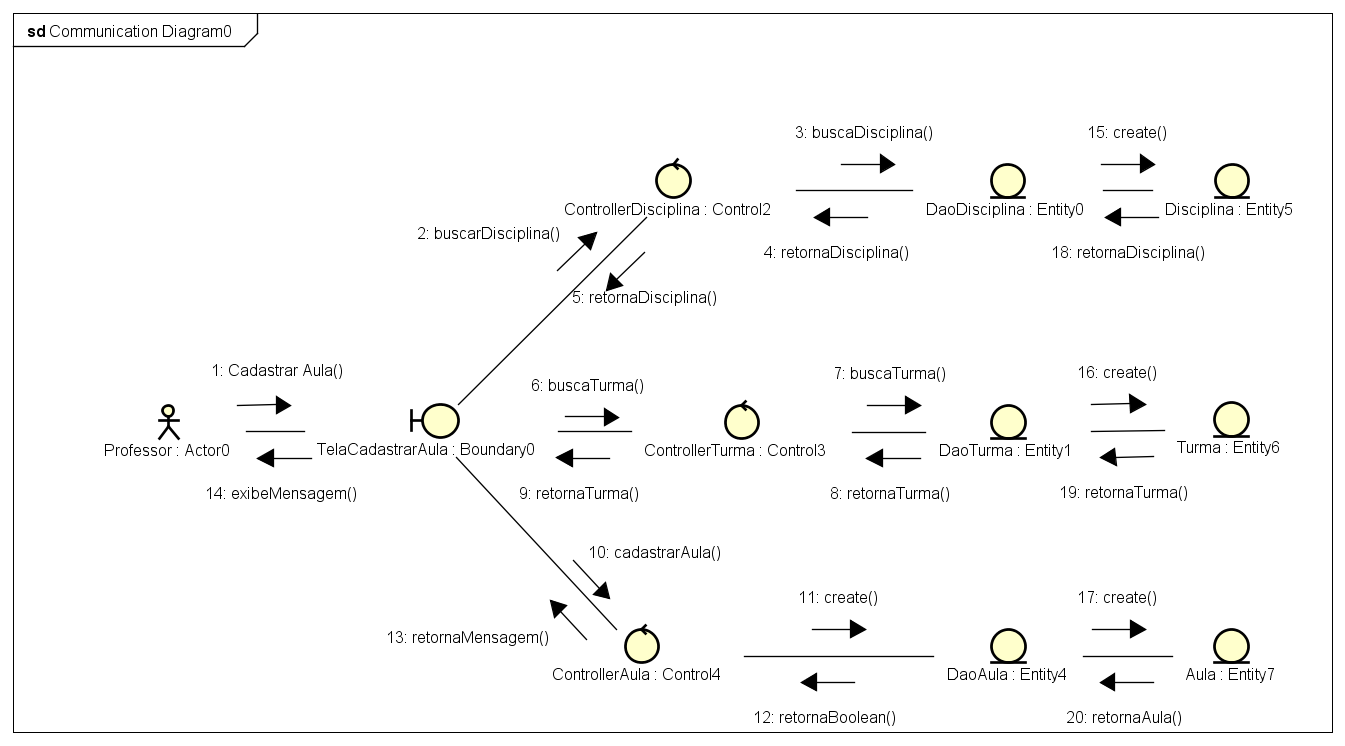 sd Communication Diagram0
3: buscaDisciplina()
15: create()
ControllerDisciplina : Control2
DaoDisciplina : Entity0
Disciplina : Entity5
2: buscarDisciplina()
4: retornaDisciplina()
18: retornaDisciplina()
5: retornaDisciplina()
1: Cadastrar Aula()
6: buscaTurma()
7: buscaTurma()
16: create()
Professor : Actor0
TelaCadastrarAula : Boundary0
ControllerTurma : Control3
DaoTurma : Entity1
Turma : Entity6
14: exibeMensagem()
9: retornaTurma()
8: retornaTurma()
19: retornaTurma()
10: cadastrarAula()
11: create()
17: create()
13: retornaMensagem()
ControllerAula : Control4
DaoAula : Entity4
Aula : Entity7
12: retornaBoolean()
20: retornaAula()